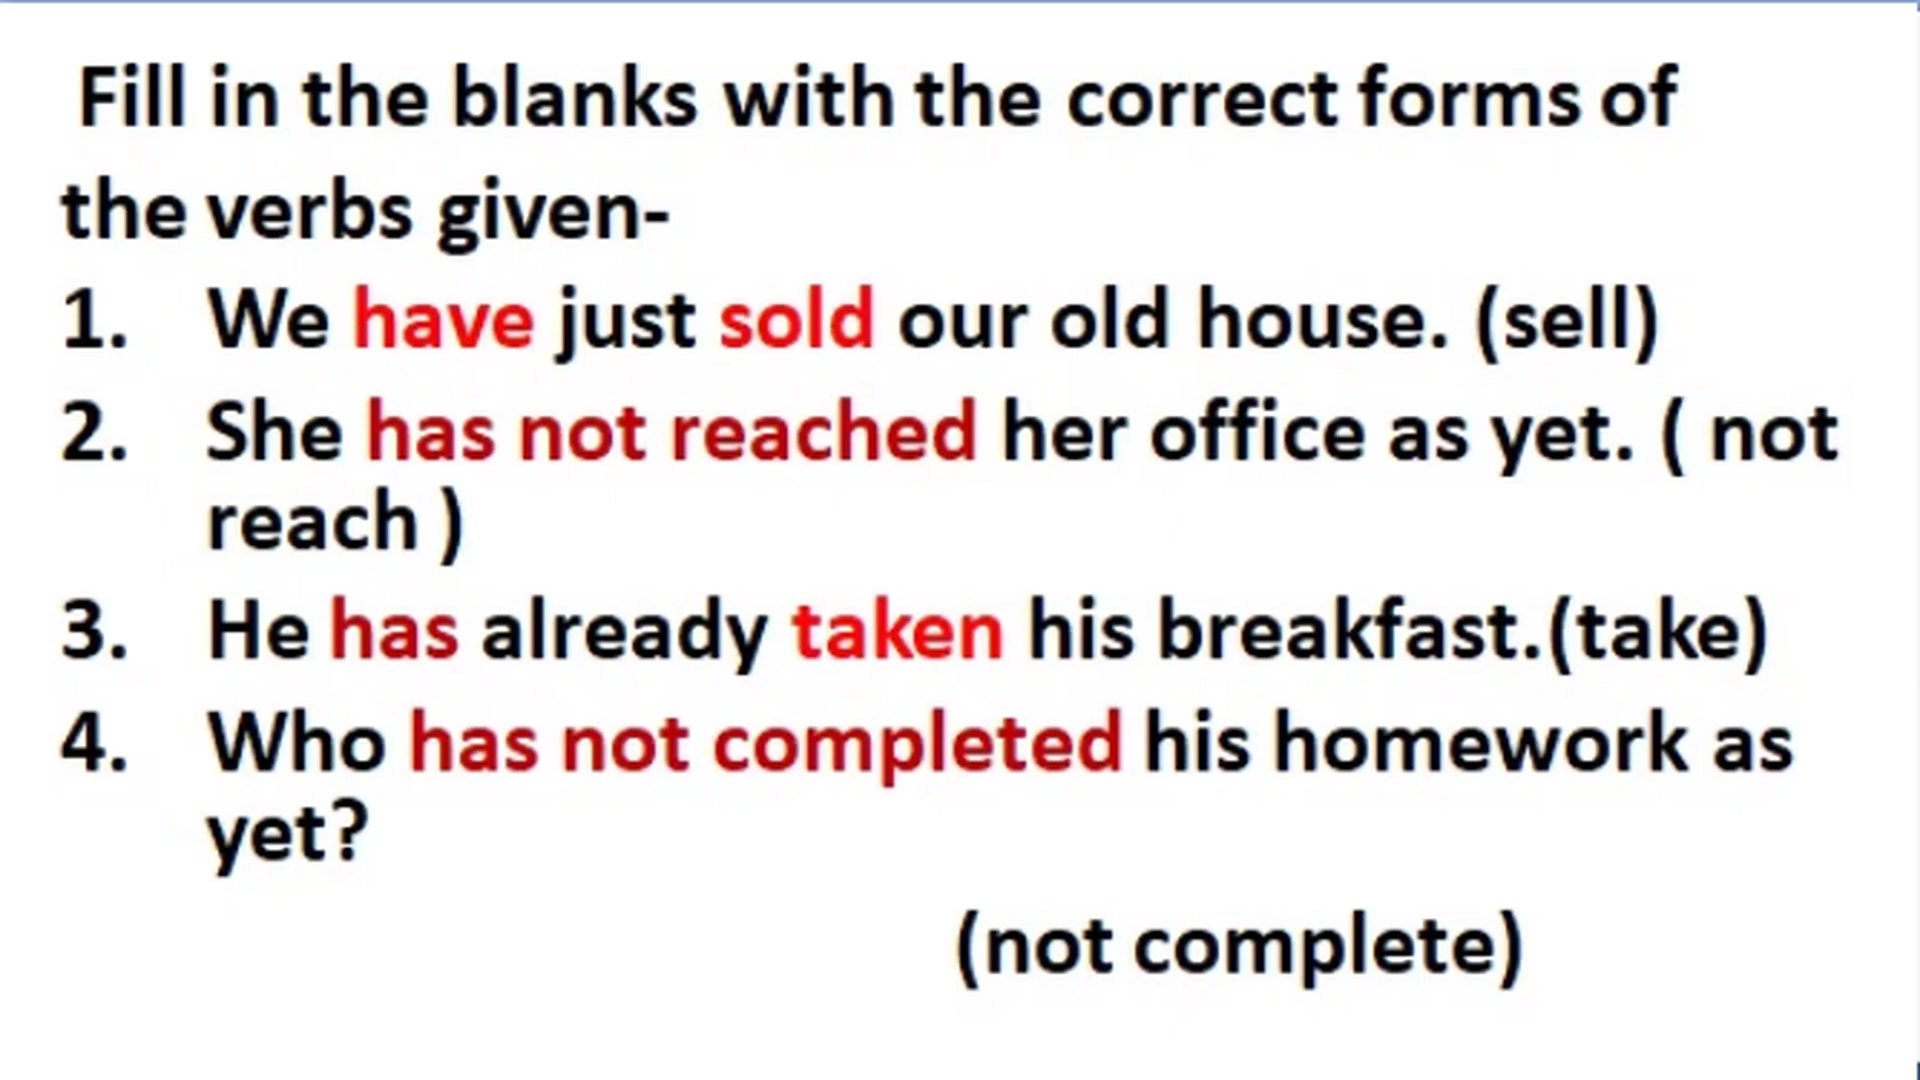 Fill in the blanks with the correct forms of
the verbs given-
1. We have just sold our old house. (sell)
2. She has not reached her office as yet. ( not
reach )
3. He has already taken his breakfast.(take)
4. Who has not completed his homework as
yet?
(not complete)